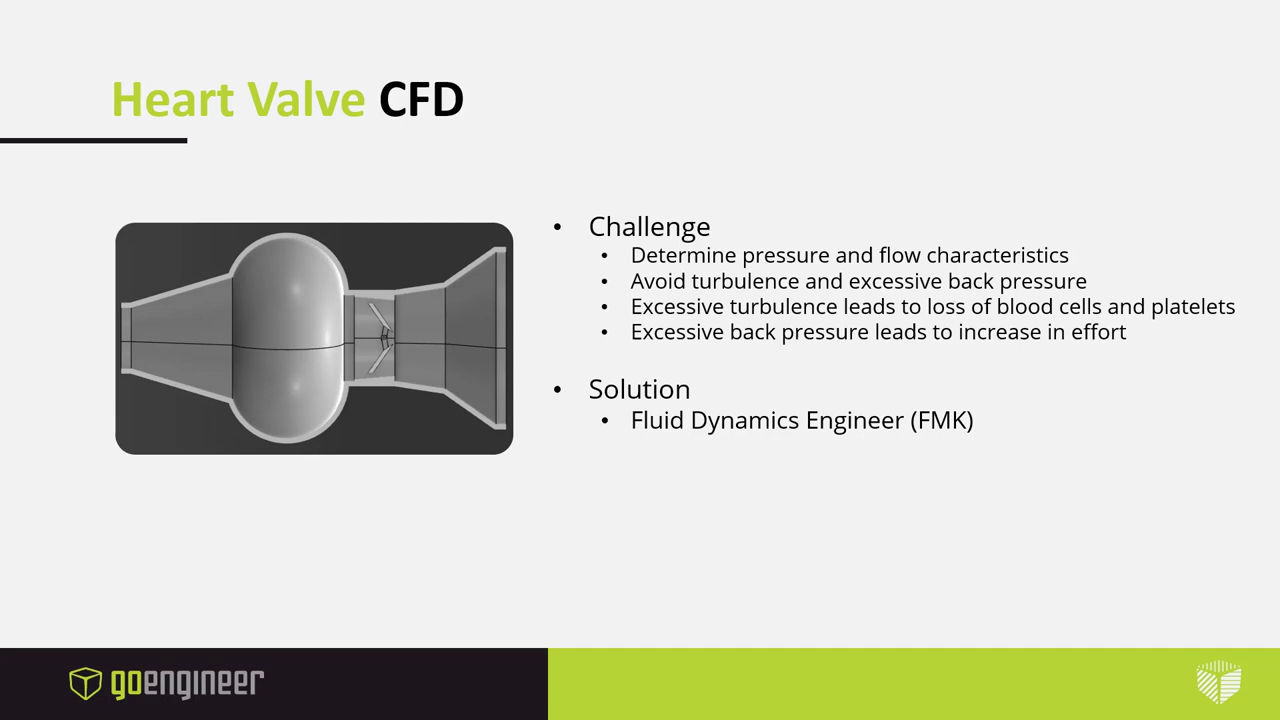 Heart Valve CFD
• Challenge
• Determine pressure and flow characteristics
• Avoid turbulence and excessive back pressure
• Excessive turbulence leads to loss of blood cells and platelets
• Excessive back pressure leads to increase in effort
• Solution
• Fluid Dynamics Engineer (FMK)
goengineer